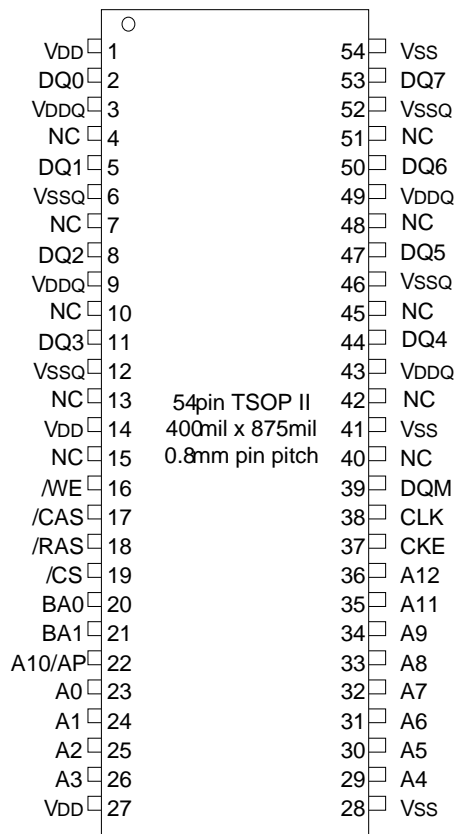 VDD 1 54 VSS
DQ0 2 53 DQ7
VDDQ 3 52 VSSQ
NC 4 51 NC
DQ1 5 50 DQ6
VSSQ 6 49 VDDQ
NC 7 48 NC
DQ2 8 47 DQ5
VDDQ 9 46 VSSQ
NC 10 45 NC
DQ3 11 44 DQ4
VSSQ 12 43 VDDQ
NC 13 54pin TSOP II 42 NC
VDD 14 400mil x 875mil 41 VSS
NC 15 0.8mm pin pitch 40 NC
/WE 16 39 DQM
/CAS 17 38 CLK
/RAS 18 37 CKE
/CS 19 36 A12
BA0 20 35 A11
BA1 21 34 A9
A10/AP 22 33 A8
A0 23 32 A7
A1 24 31 A6
A2 25 30 A5
A3 26 29 A4
VDD 27 28 VSS